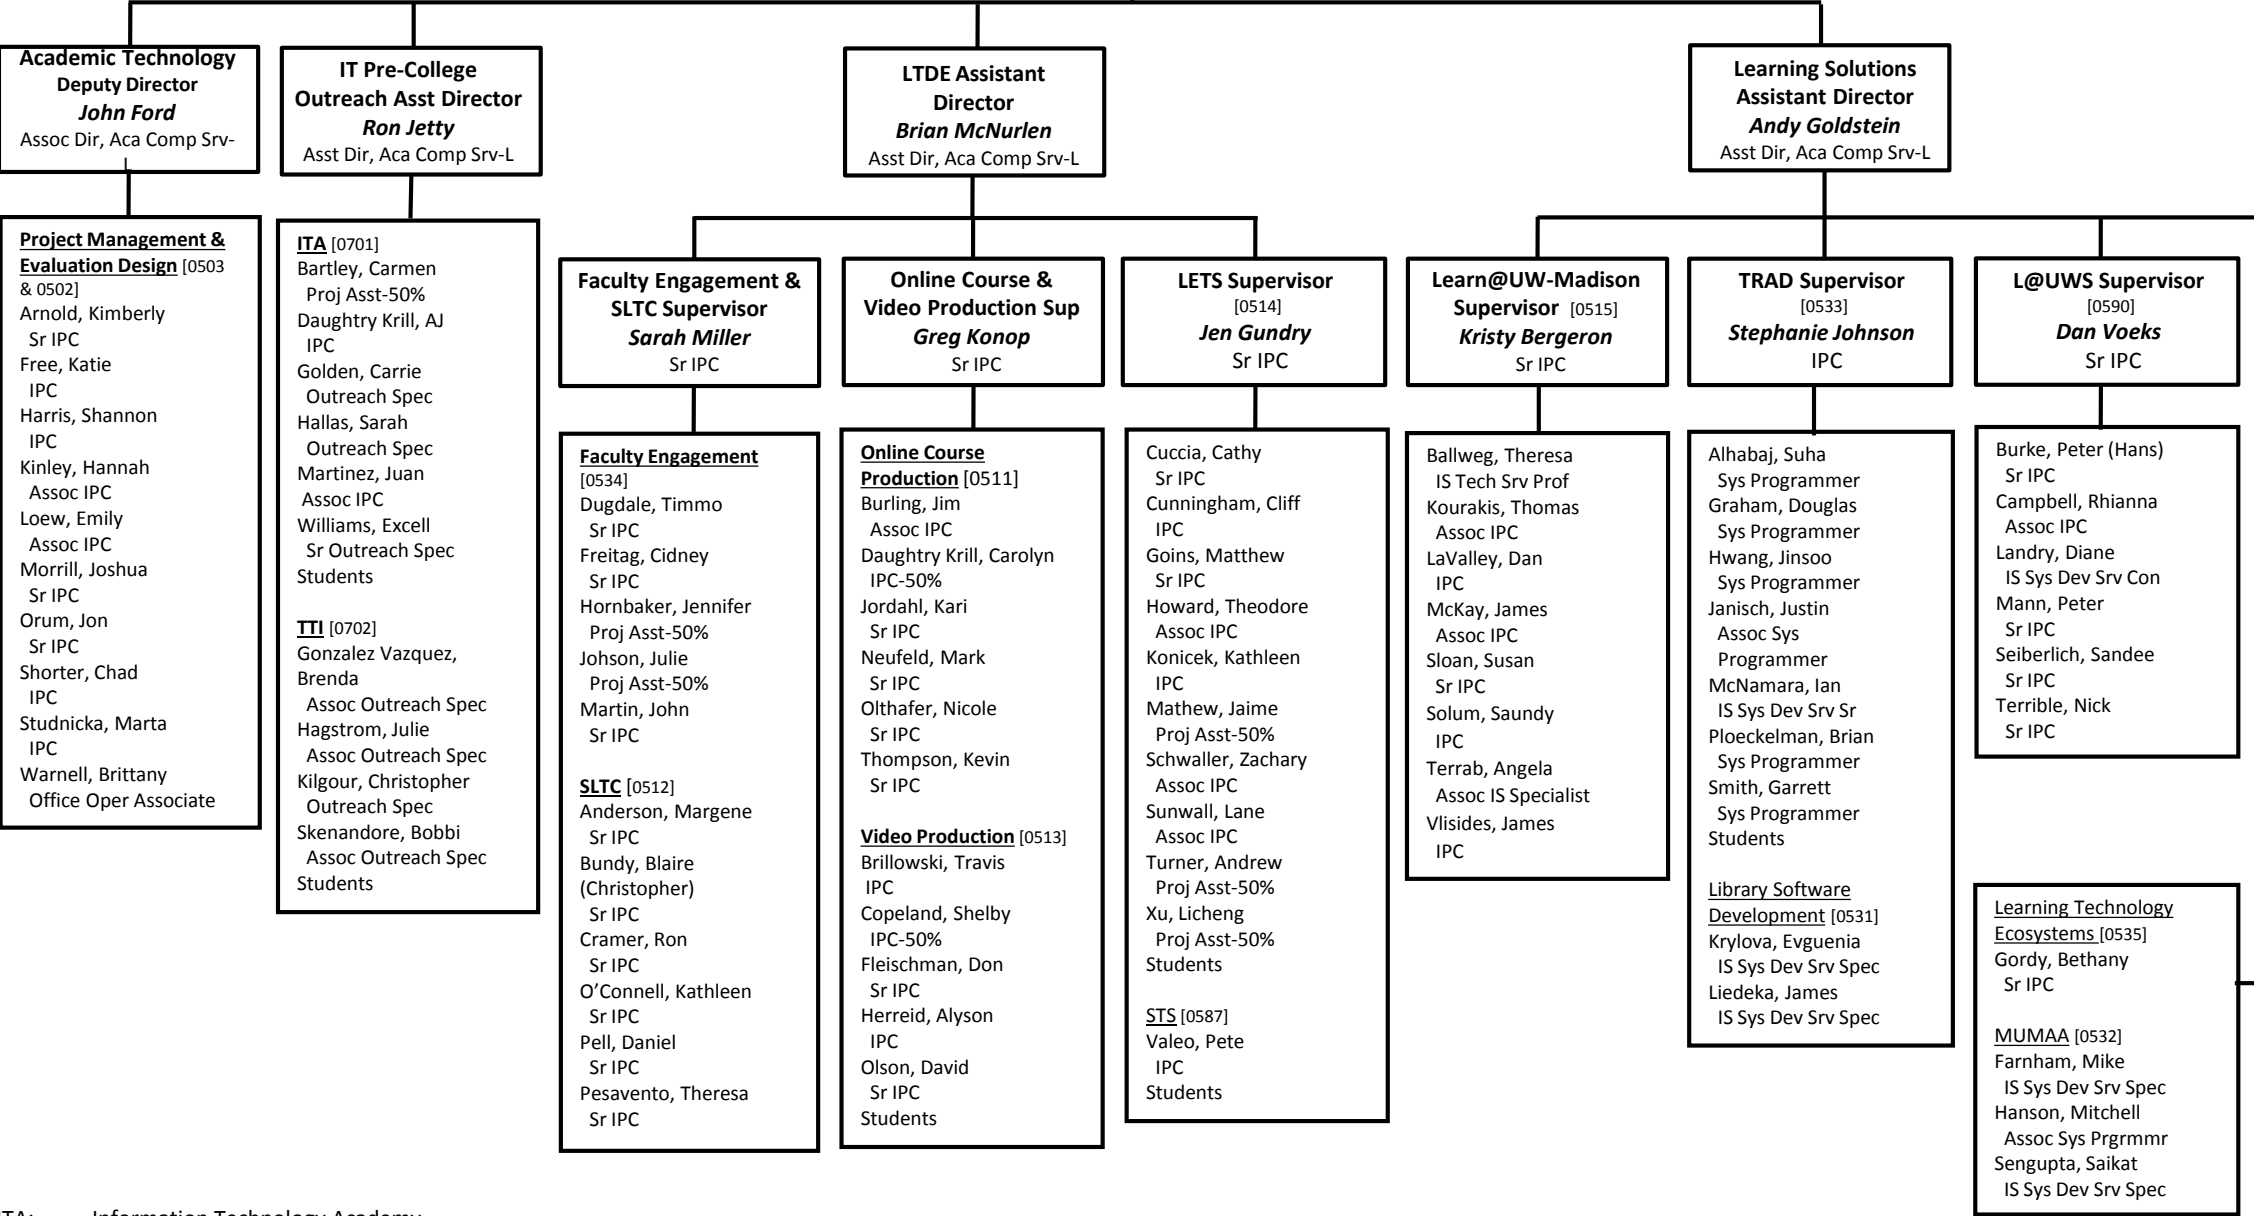 Academic Technology
Deputy Director
John Ford
Assoc Dir, Aca Comp Srv-
IT Pre-College
Outreach Asst Director
Ron Jetty
Asst Dir, Aca Comp Srv-L
LTDE Assistant
Director
Brian McNurlen
Asst Dir, Aca Comp Srv-L
Learning Solutions
Assistant Director
Andy Goldstein
Asst Dir, Aca Comp Srv-L
Project Management &
Evaluation Design [0503
& 0502]
Arnold, Kimberly
Sr IPC
Free, Katie
IPC
Harris, Shannon
IPC
Kinley, Hannah
Assoc IPC
Loew, Emily
Assoc IPC
Morrill, Joshua
Sr IPC
Orum, Jon
Sr IPC
Shorter, Chad
IPC
Studnicka, Marta
IPC
Warnell, Brittany
Office Oper Associate
ITA [0701]
Bartley, Carmen
Proj Asst-50%
Daughtry Krill, AJ
IPC
Golden, Carrie
Outreach Spec
Hallas, Sarah
Outreach Spec
Martinez, Juan
Assoc IPC
Williams, Excell
Sr Outreach Spec
Students
TTI [0702]
Gonzalez Vazquez,
Brenda
Assoc Outreach Spec
Hagstrom, Julie
Assoc Outreach Spec
Kilgour, Christopher
Outreach Spec
Skenandore, Bobbi
Assoc Outreach Spec
Students
Faculty Engagement &
SLTC Supervisor
Sarah Miller
Sr IPC
Faculty Engagement
[0534]
Dugdale, Timmo
Sr IPC
Freitag, Cidney
Sr IPC
Hornbaker, Jennifer
Proj Asst-50%
Johson, Julie
Proj Asst-50%
Martin, John
Sr IPC
SLTC [0512]
Anderson, Margene
Sr IPC
Bundy, Blaire
(Christopher)
Sr IPC
Cramer, Ron
Sr IPC
O’Connell, Kathleen
Sr IPC
Pell, Daniel
Sr IPC
Pesavento, Theresa
Sr IPC
Online Course &
Video Production Sup
Greg Konop
Sr IPC
Online Course
Production [0511]
Burling, Jim
Assoc IPC
Daughtry Krill, Carolyn
IPC-50%
Jordahl, Kari
Sr IPC
Neufeld, Mark
Sr IPC
Olthafer, Nicole
Sr IPC
Thompson, Kevin
Sr IPC
Video Production [0513]
Brillowski, Travis
IPC
Copeland, Shelby
IPC-50%
Fleischman, Don
Sr IPC
Herreid, Alyson
IPC
Olson, David
Sr IPC
Students
LETS Supervisor
[0514]
Jen Gundry
Sr IPC
Cuccia, Cathy
Sr IPC
Cunningham, Cliff
IPC
Goins, Matthew
Sr IPC
Howard, Theodore
Assoc IPC
Konicek, Kathleen
IPC
Mathew, Jaime
Proj Asst-50%
Schwaller, Zachary
Assoc IPC
Sunwall, Lane
Assoc IPC
Turner, Andrew
Proj Asst-50%
Xu, Licheng
Proj Asst-50%
Students
STS [0587]
Valeo, Pete
IPC
Students
Learn@UW-Madison
Supervisor [0515]
Kristy Bergeron
Sr IPC
Ballweg, Theresa
IS Tech Srv Prof
Kourakis, Thomas
Assoc IPC
LaValley, Dan
IPC
McKay, James
Assoc IPC
Sloan, Susan
Sr IPC
Solum, Saundy
IPC
Terrab, Angela
Assoc IS Specialist
Vlisides, James
IPC
TRAD Supervisor
[0533]
Stephanie Johnson
IPC
Alhabaj, Suha
Sys Programmer
Graham, Douglas
Sys Programmer
Hwang, Jinsoo
Sys Programmer
Janisch, Justin
Assoc Sys
Programmer
McNamara, Ian
IS Sys Dev Srv Sr
Ploeckelman, Brian
Sys Programmer
Smith, Garrett
Sys Programmer
Students
Library Software
Development [0531]
Krylova, Evguenia
IS Sys Dev Srv Spec
Liedeka, James
IS Sys Dev Srv Spec
L@UWS Supervisor
[0590]
Dan Voeks
Sr IPC
Burke, Peter (Hans)
Sr IPC
Campbell, Rhianna
Assoc IPC
Landry, Diane
IS Sys Dev Srv Con
Mann, Peter
Sr IPC
Seiberlich, Sandee
Sr IPC
Terrible, Nick
Sr IPC
Learning Technology
Ecosystems [0535]
Gordy, Bethany
Sr IPC
MUMAA [0532]
Farnham, Mike
IS Sys Dev Srv Spec
Hanson, Mitchell
Assoc Sys Prgrmmr
Sengupta, Saikat
IS Sys Dev Srv Spec
Information Technology Academy